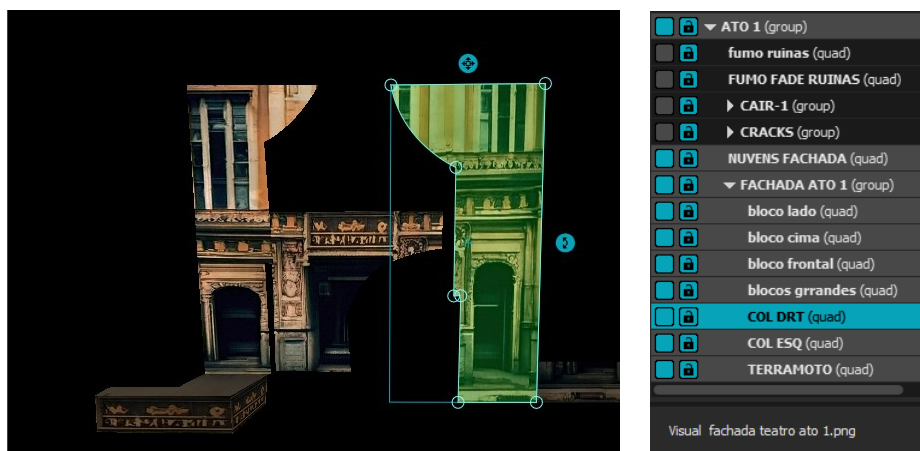 ATO 1 (group)
fumo ruinas (quad)
FUMO FADE RUINAS (quad)
CAIR-1 (group)
CRACKS (group)
NUVENS FACHADA (quad)
FACHADA ATO 1 (group)
bloco lado (quad)
bloco cima (quad)
bloco frontal (quad)
blocos grrandes (quad)
COL DRT (quad)
COL ESQ (quad)
TERRAMOTO (quad)
Visual fachada teatro ato 1.png